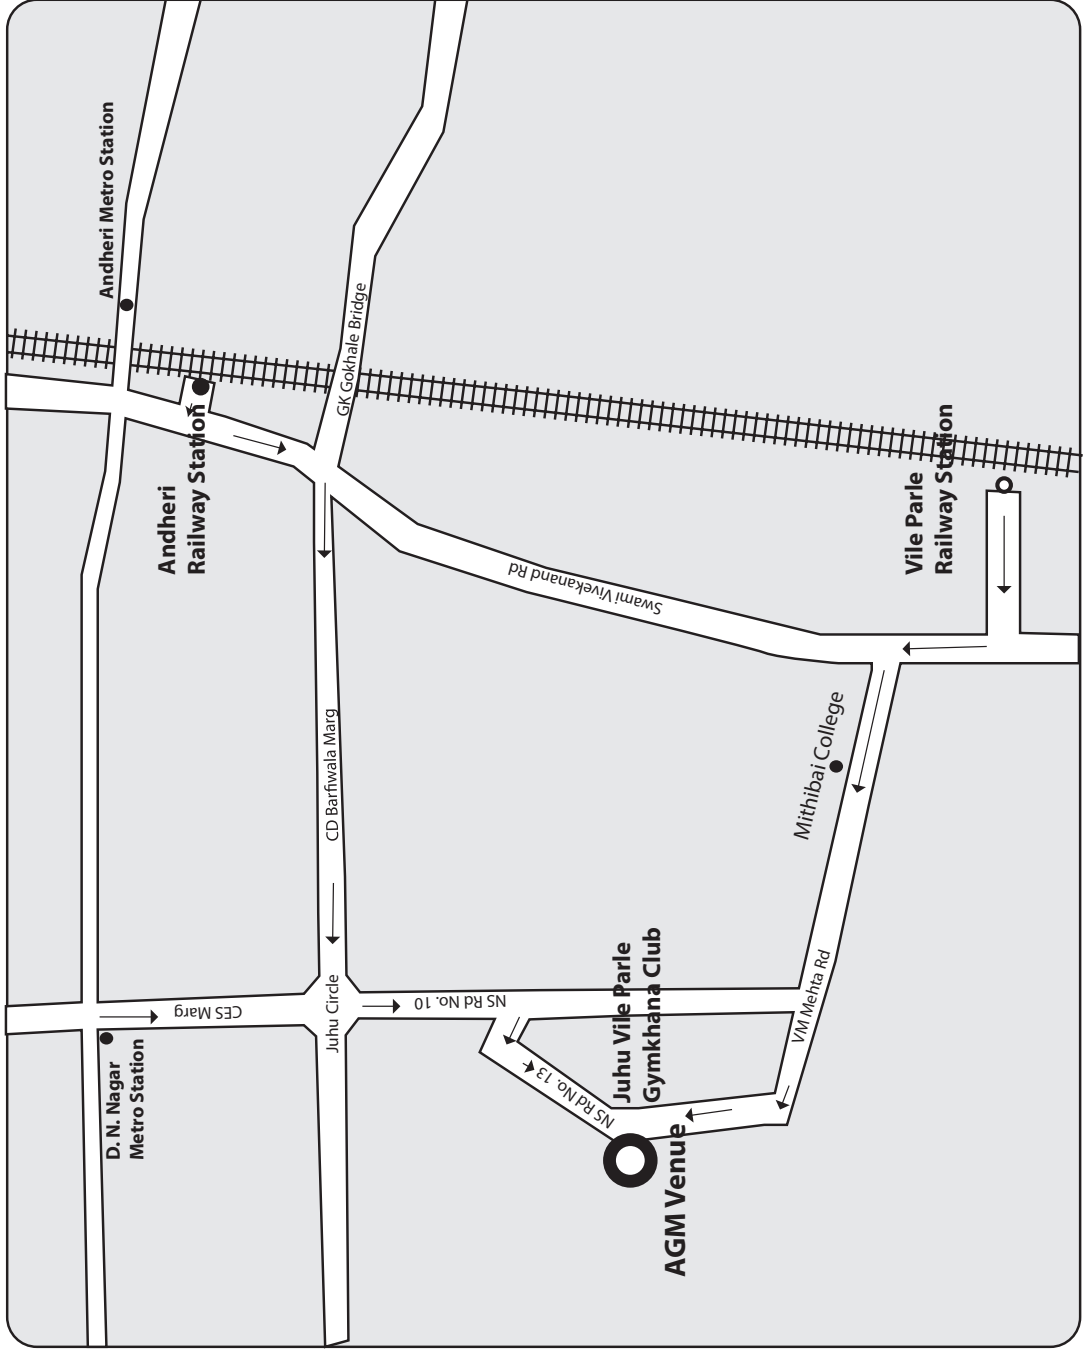 Andheri Metro Station
GK Gokhale Bridge
Andheri
Railway Station
Vile Parle
Railway Station
Swami Vivekanand Rd
CD Barfiwala Marg
Mithibai College
Juhu Circle
CES Marg
NS Rd No. 10
VM Mehta Rd
D. N. Nagar
Metro Station
NS Rd No. 13
Juhu Vile Parle
Gymkhana Club
AGM Venue